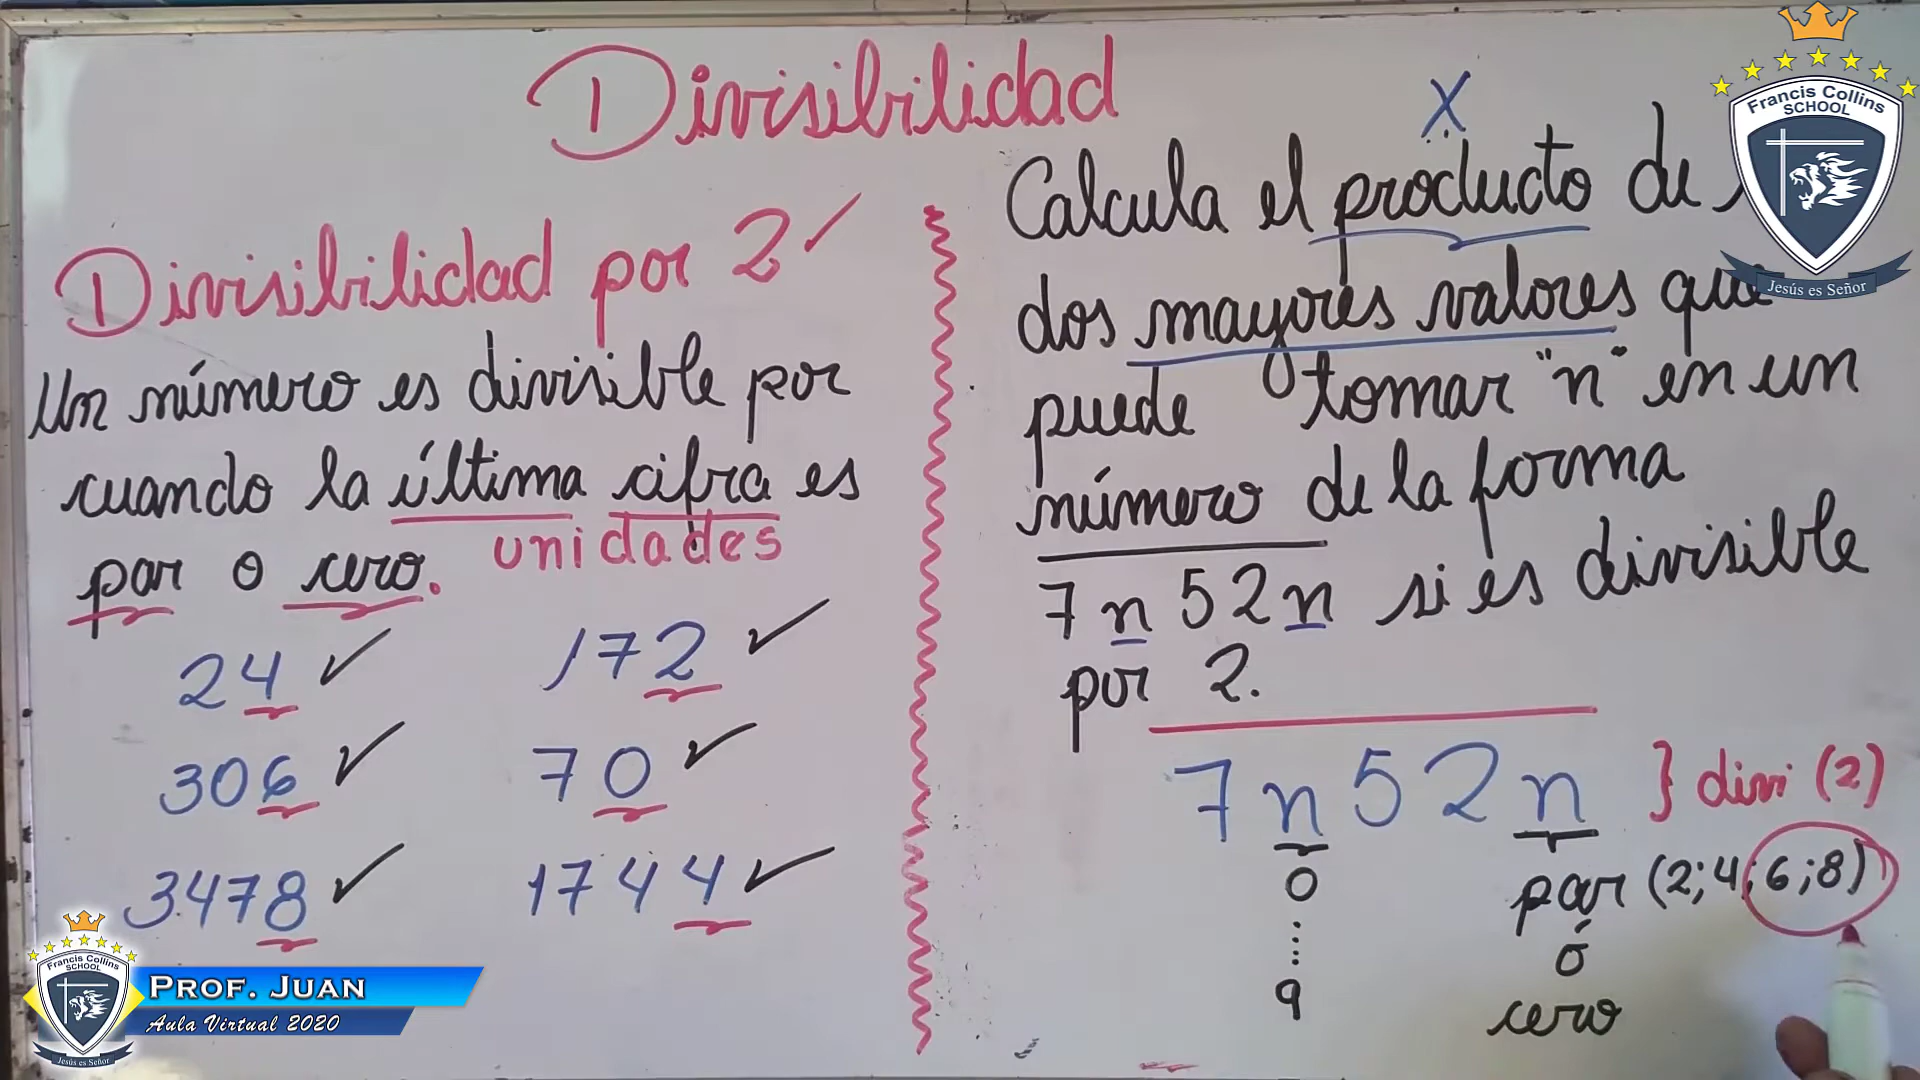 Divisibilidad
Divisibilidad por 2
Un número es divisible por
cuando la última cifra es
par o cero. unidades
24 172
306 70
3478 1744
X
Calcula el producto de
dos mayores valores que
puede tomar "n" en un
número de la forma
7n52n si es divisible
por 2.
7n52n } divi (2)
0 par (2;4;6;8)
... ó
9 cero
Francis Collins
SCHOOL
Jesús es Señor
Francis Collins
SCHOOL
Jesús es Señor
PROF. JUAN
Aula Virtual 2020